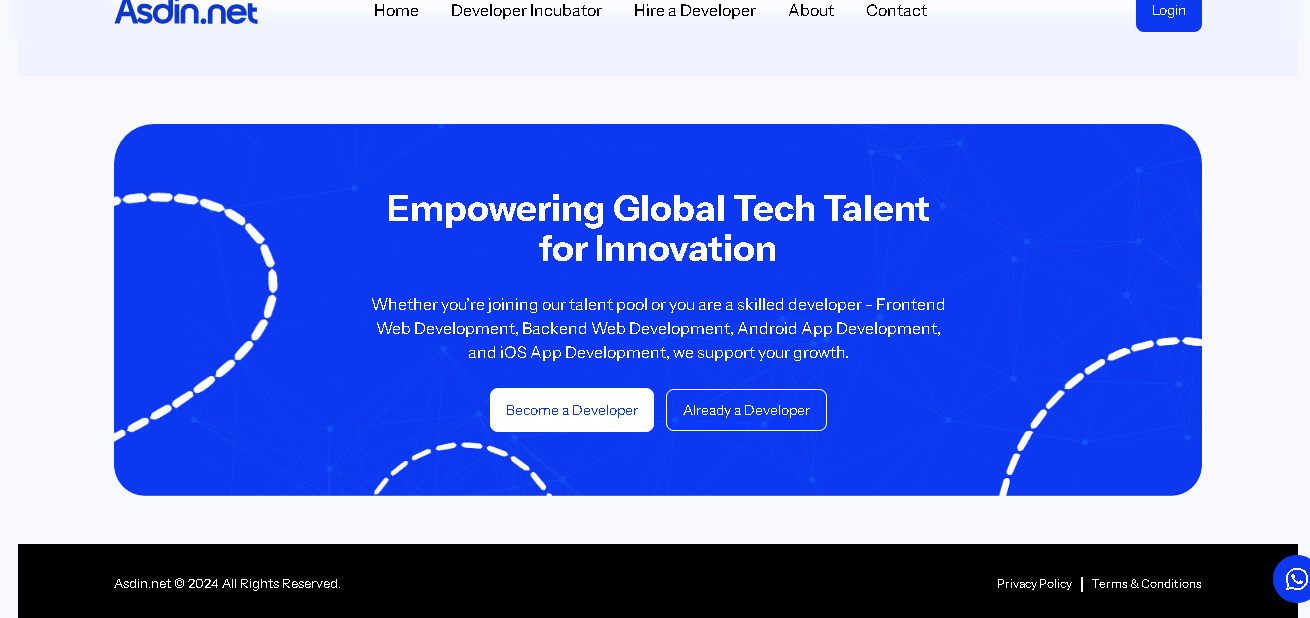 Asdin.net
Home Developer Incubator Hire a Developer About Contact Login
Empowering Global Tech Talent
for Innovation
Whether you're joining our talent pool or you are a skilled developer – Frontend
Web Development, Backend Web Development, Android App Development,
and iOS App Development, we support your growth.
Become a Developer Already a Developer
Asdin.net © 2024 All Rights Reserved. Privacy Policy | Terms & Conditions